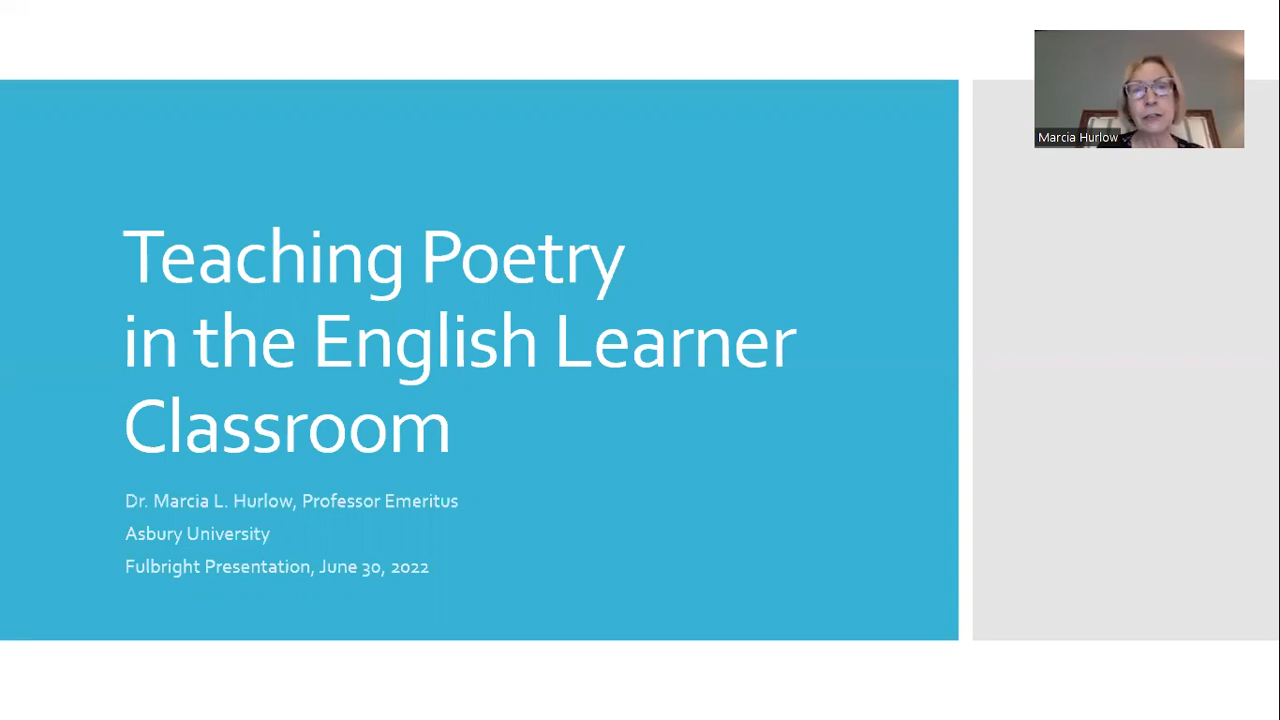 Marcia Hurlow
Teaching Poetry
in the English Learner
Classroom
Dr. Marcia L. Hurlow, Professor Emeritus
Asbury University
Fulbright Presentation, June 30, 2022